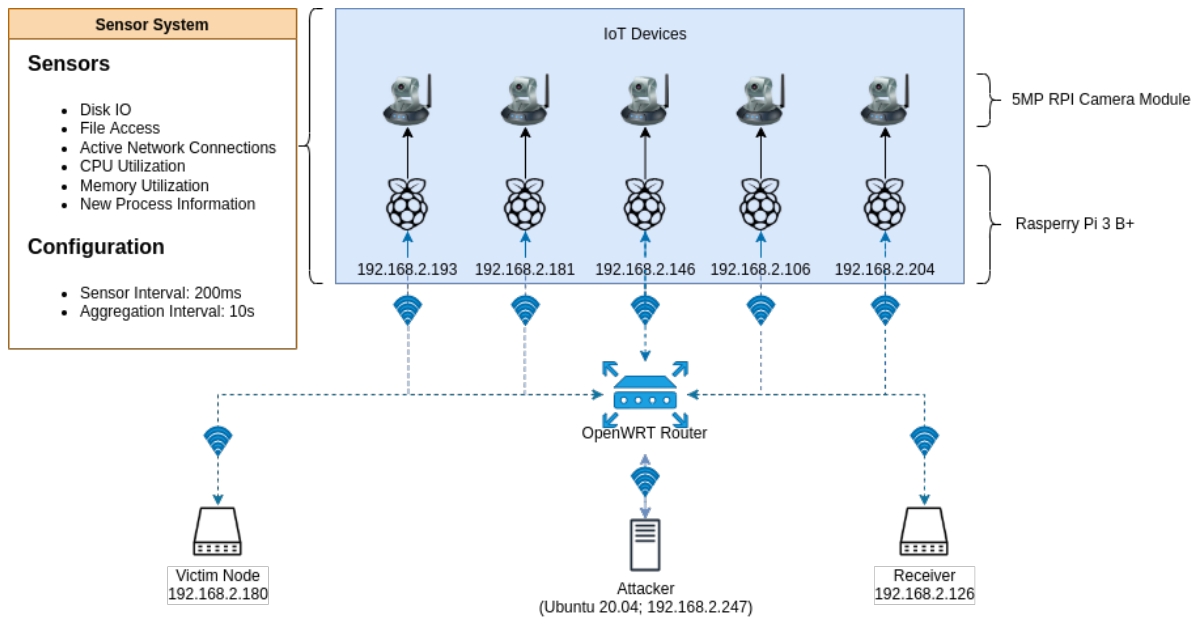 Sensor System
Sensors
Disk IO
File Access
Active Network Connections
CPU Utilization
Memory Utilization
New Process Information
Configuration
Sensor Interval: 200ms
Aggregation Interval: 10s
IoT Devices
5MP RPI Camera Module
Rasperry Pi 3 B+
192.168.2.193
192.168.2.181
192.168.2.146
192.168.2.106
192.168.2.204
OpenWRT Router
Victim Node
192.168.2.180
Attacker
(Ubuntu 20.04; 192.168.2.247)
Receiver
192.168.2.126